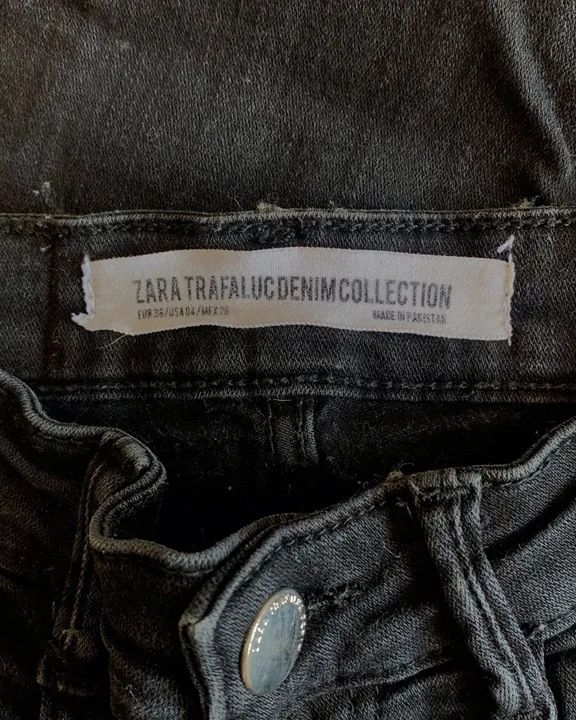 ZARA TRAFALUC DENIM COLLECTION
EUR 36/USA 04/MEX 26
MADE IN PAKISTAN